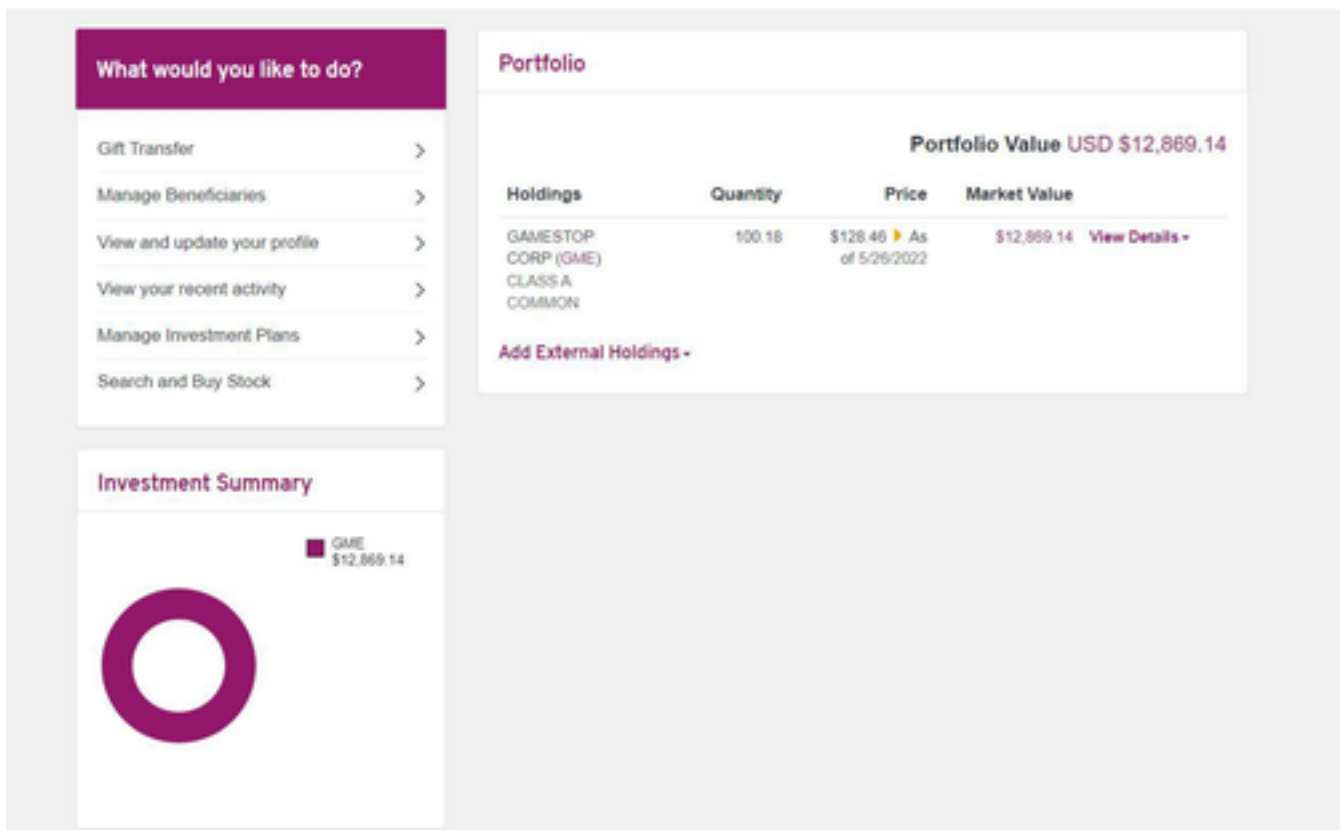 What would you like to do?
Gift Transfer
Manage Beneficiaries
View and update your profile
View your recent activity
Manage Investment Plans
Search and Buy Stock
Investment Summary
GME
$12,869.14
Portfolio
Portfolio Value USD $12,869.14
Holdings Quantity Price Market Value
GAMESTOP 100.18 $128.46 As $12,869.14 View Details
CORP (GME) of 5/26/2022
CLASS A
COMMON
Add External Holdings